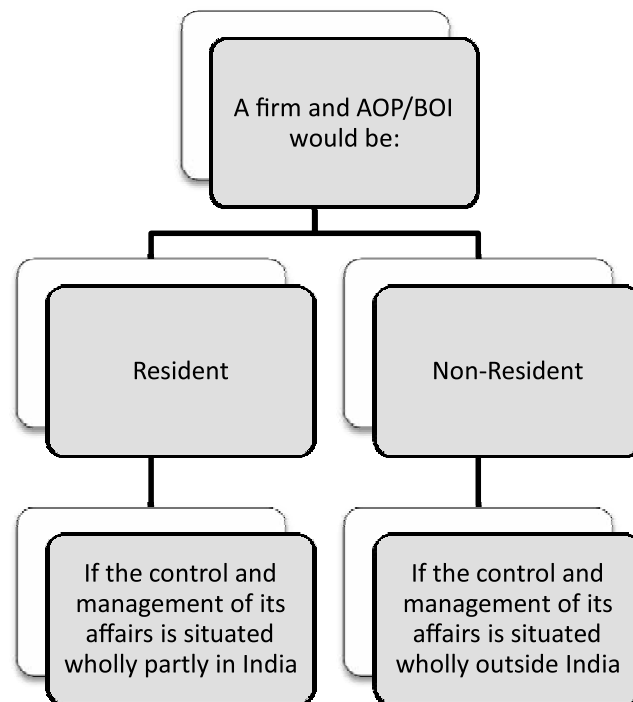 A firm and AOP/BOI
would be:
Resident
Non-Resident
If the control and
management of its
affairs is situated
wholly partly in India
If the control and
management of its
affairs is situated
wholly outside India